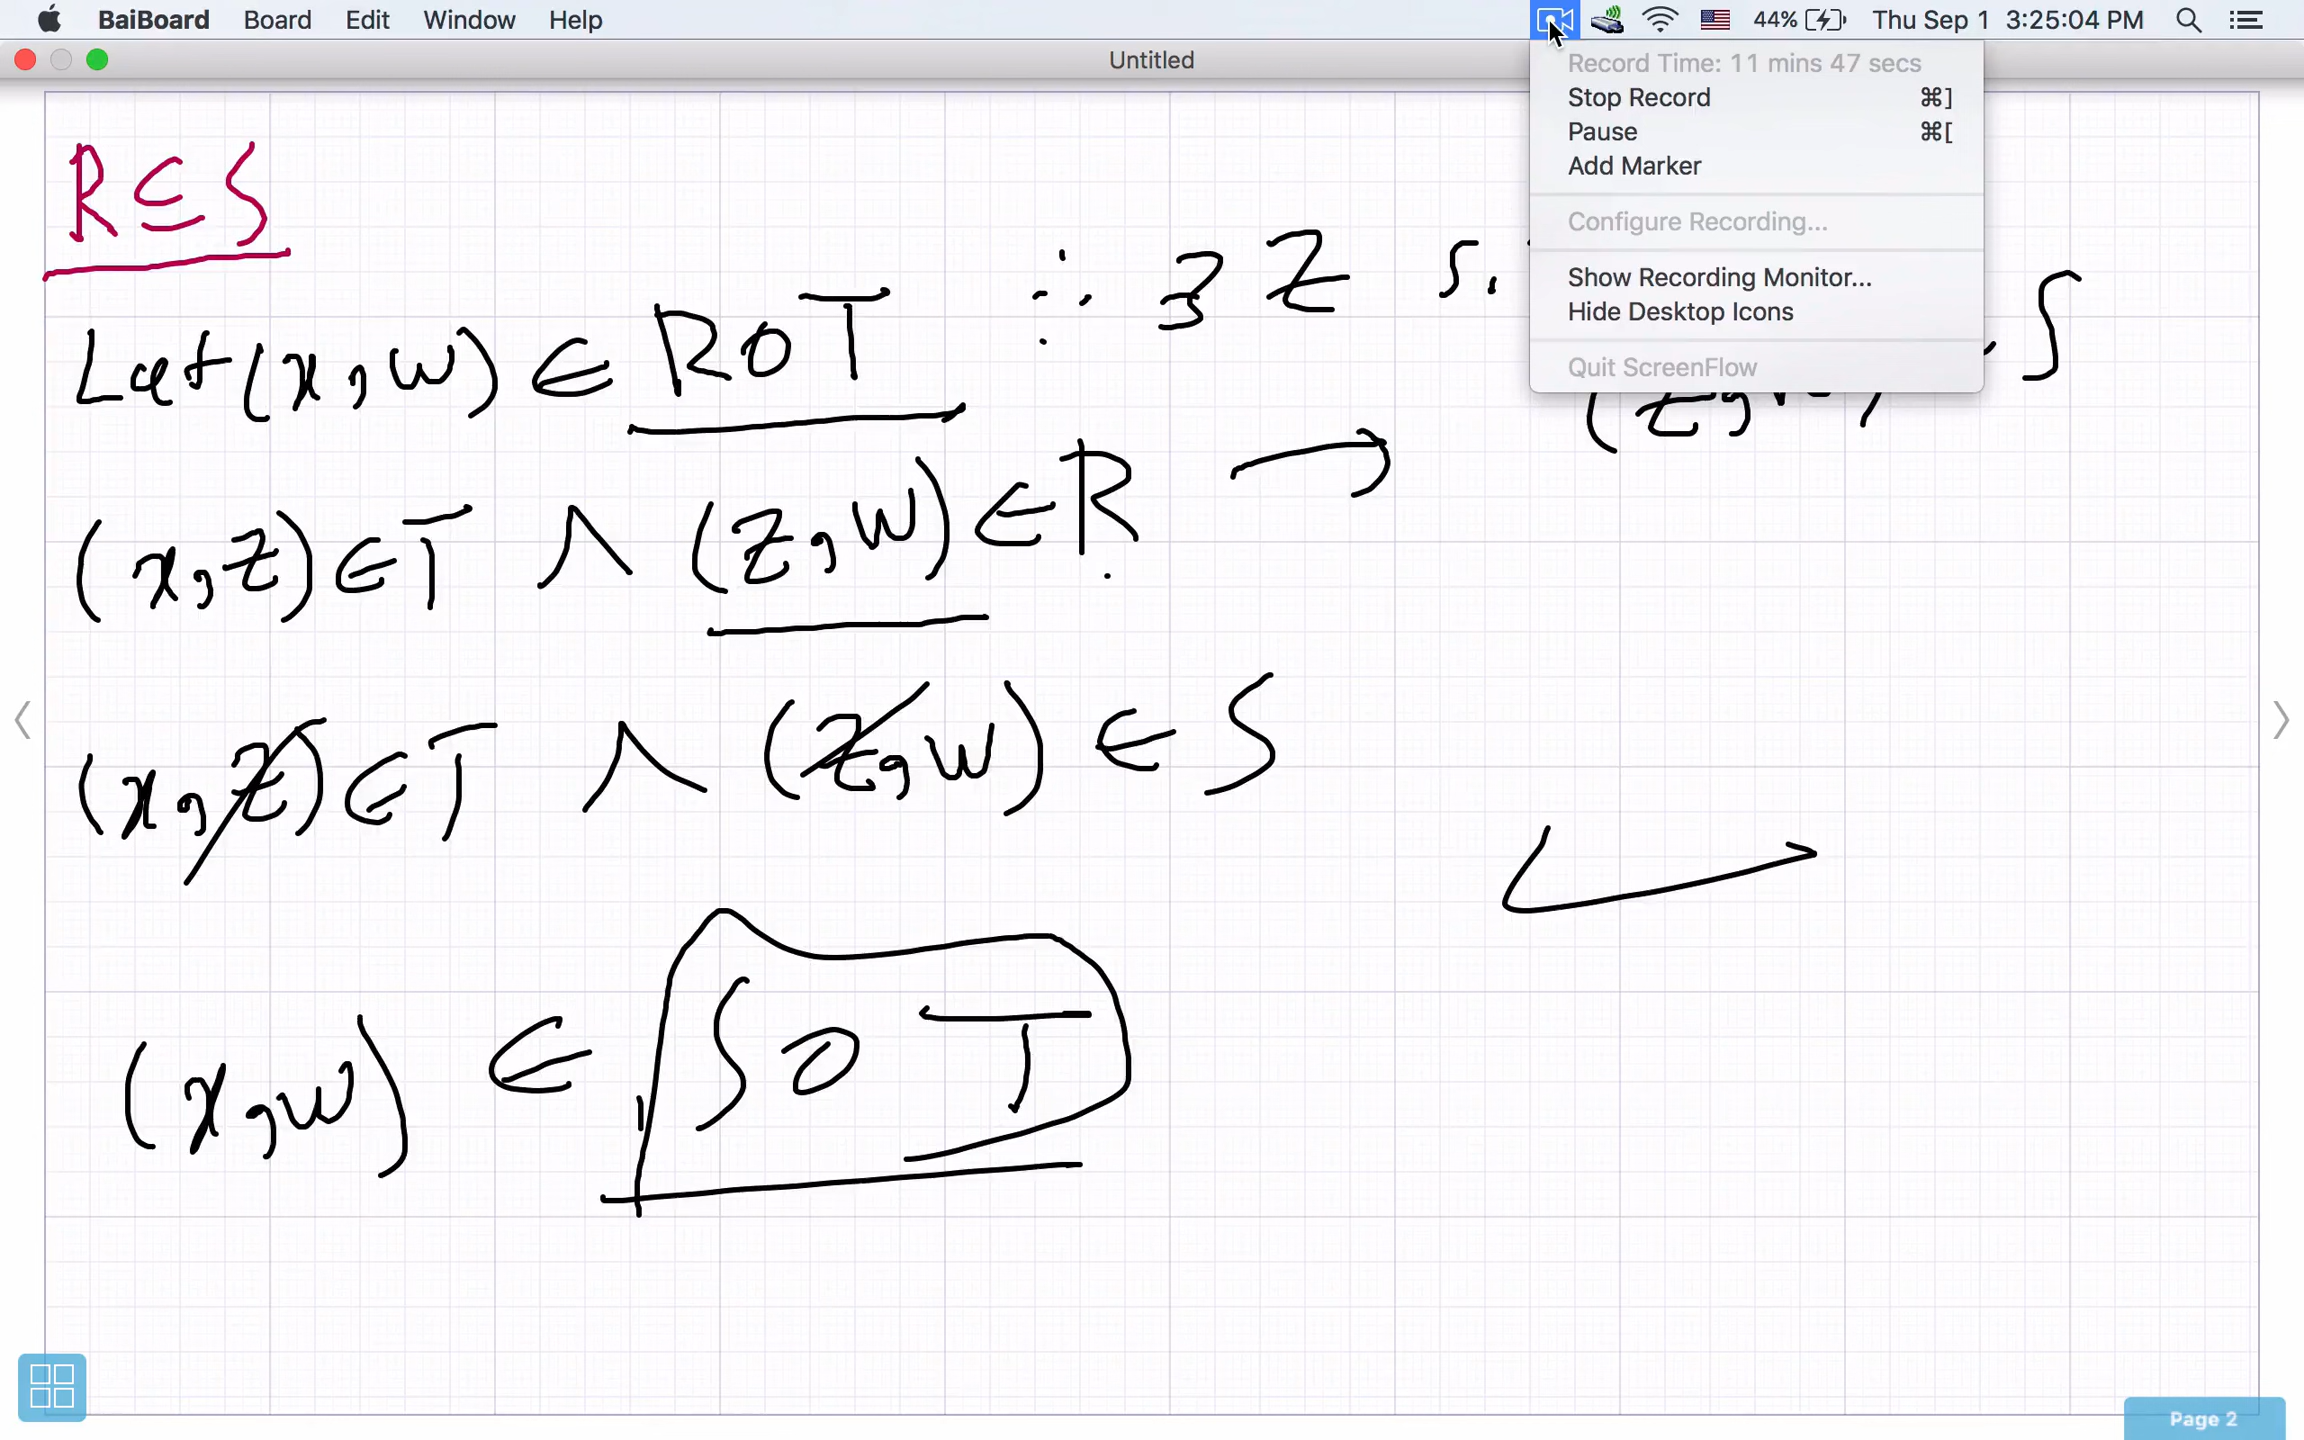 BaiBoard Board Edit Window Help 44% Thu Sep 1 3:25:04 PM
Untitled
Record Time: 11 mins 47 secs
Stop Record ⌘]
Pause ⌘[
Add Marker
Configure Recording...
Show Recording Monitor...
Hide Desktop Icons
Quit ScreenFlow
R ⊆ S
Let (x, w) ∈ R o T ∴ ∃ Z s. S
(z, w)
(x, z) ∈ T ∧ (z, w) ∈ R →
(x, z) ∈ T ∧ (z, w) ∈ S
(x, w) ∈ S o T
Page 2